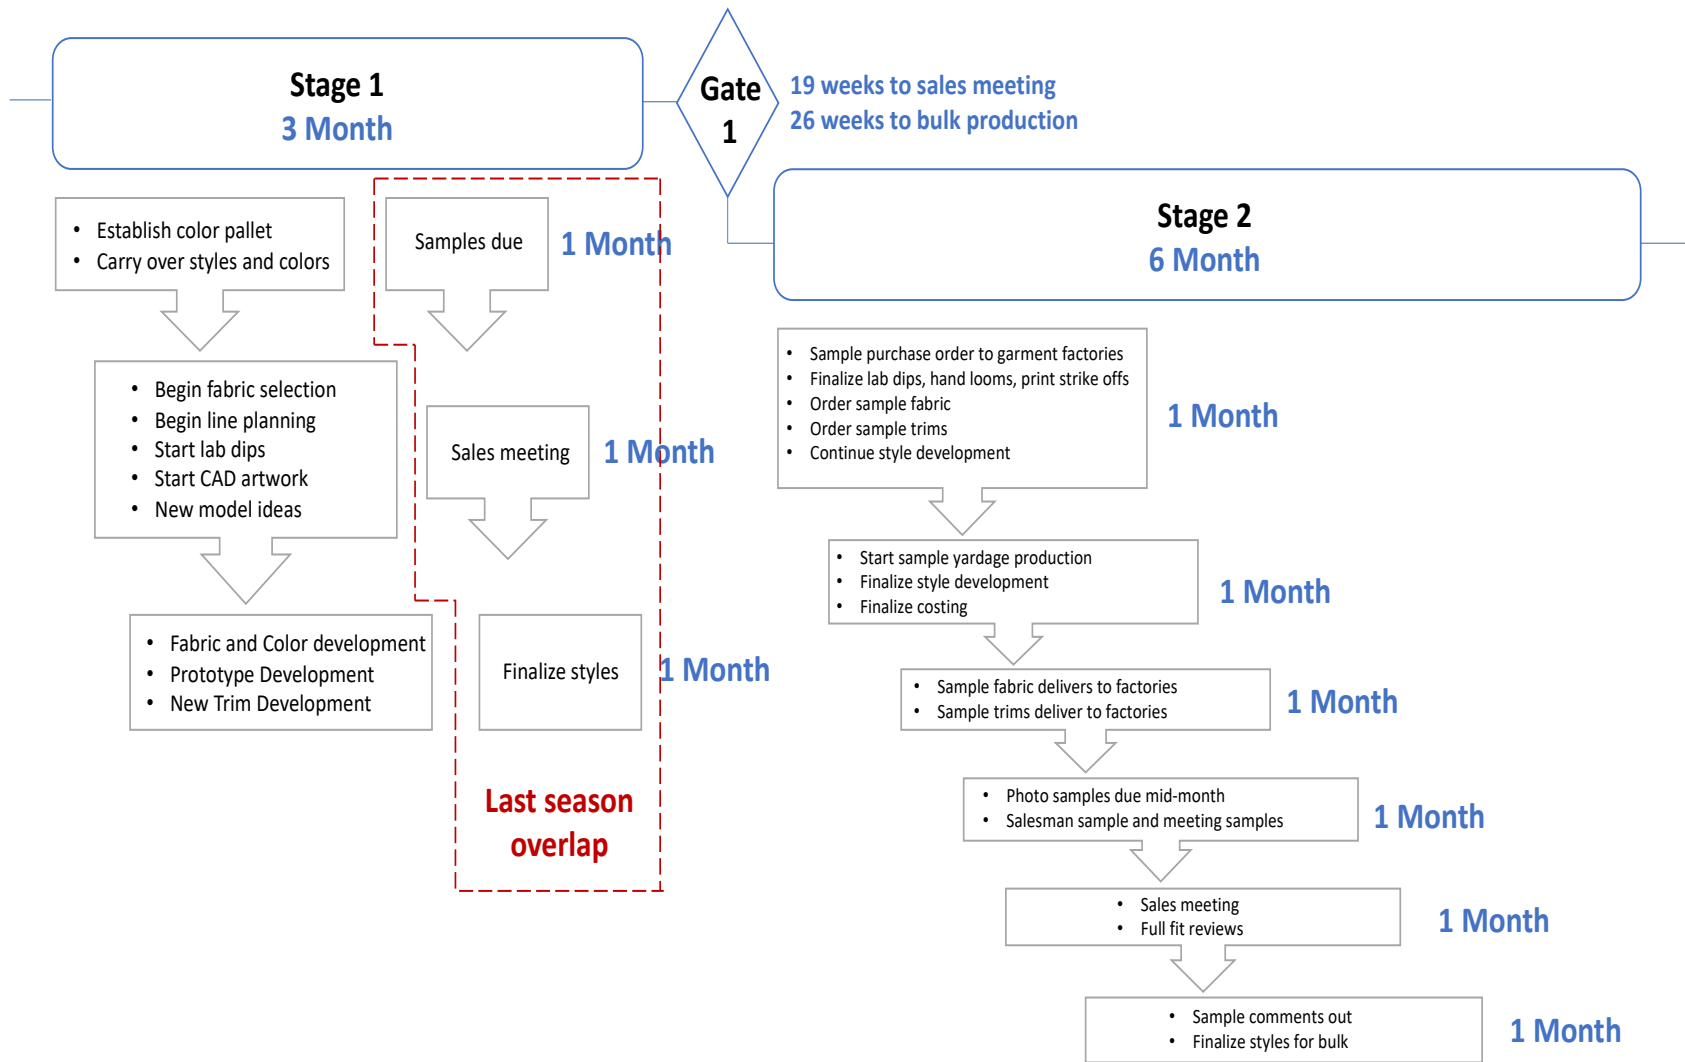 Stage 1
3 Month
Gate
1
19 weeks to sales meeting
26 weeks to bulk production
• Establish color pallet
• Carry over styles and colors
Samples due
1 Month
• Begin fabric selection
• Begin line planning
• Start lab dips
• Start CAD artwork
• New model ideas
Sales meeting
1 Month
• Fabric and Color development
• Prototype Development
• New Trim Development
Finalize styles
1 Month
Last season
overlap
Stage 2
6 Month
• Sample purchase order to garment factories
• Finalize lab dips, hand looms, print strike offs
• Order sample fabric
• Order sample trims
• Continue style development
1 Month
• Start sample yardage production
• Finalize style development
• Finalize costing
1 Month
• Sample fabric delivers to factories
• Sample trims deliver to factories
1 Month
• Photo samples due mid-month
• Salesman sample and meeting samples
1 Month
• Sales meeting
• Full fit reviews
1 Month
• Sample comments out
• Finalize styles for bulk
1 Month